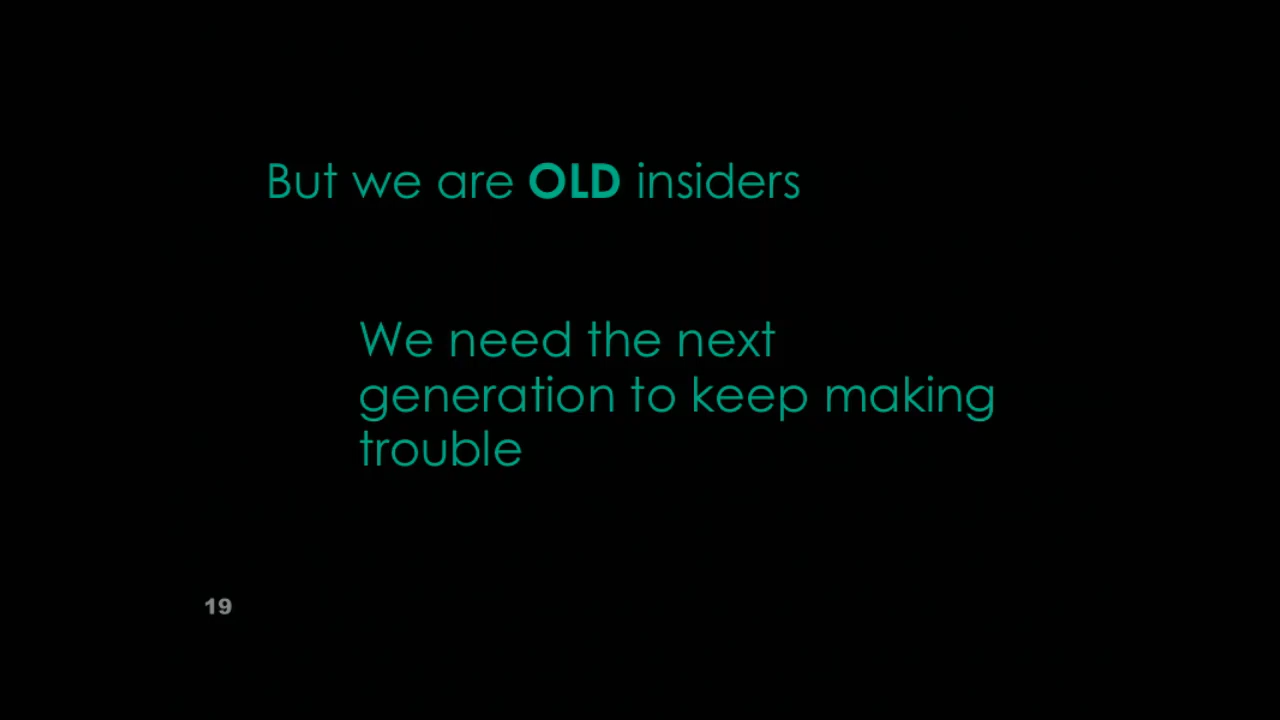 But we are OLD insiders
We need the next
generation to keep making
trouble
19